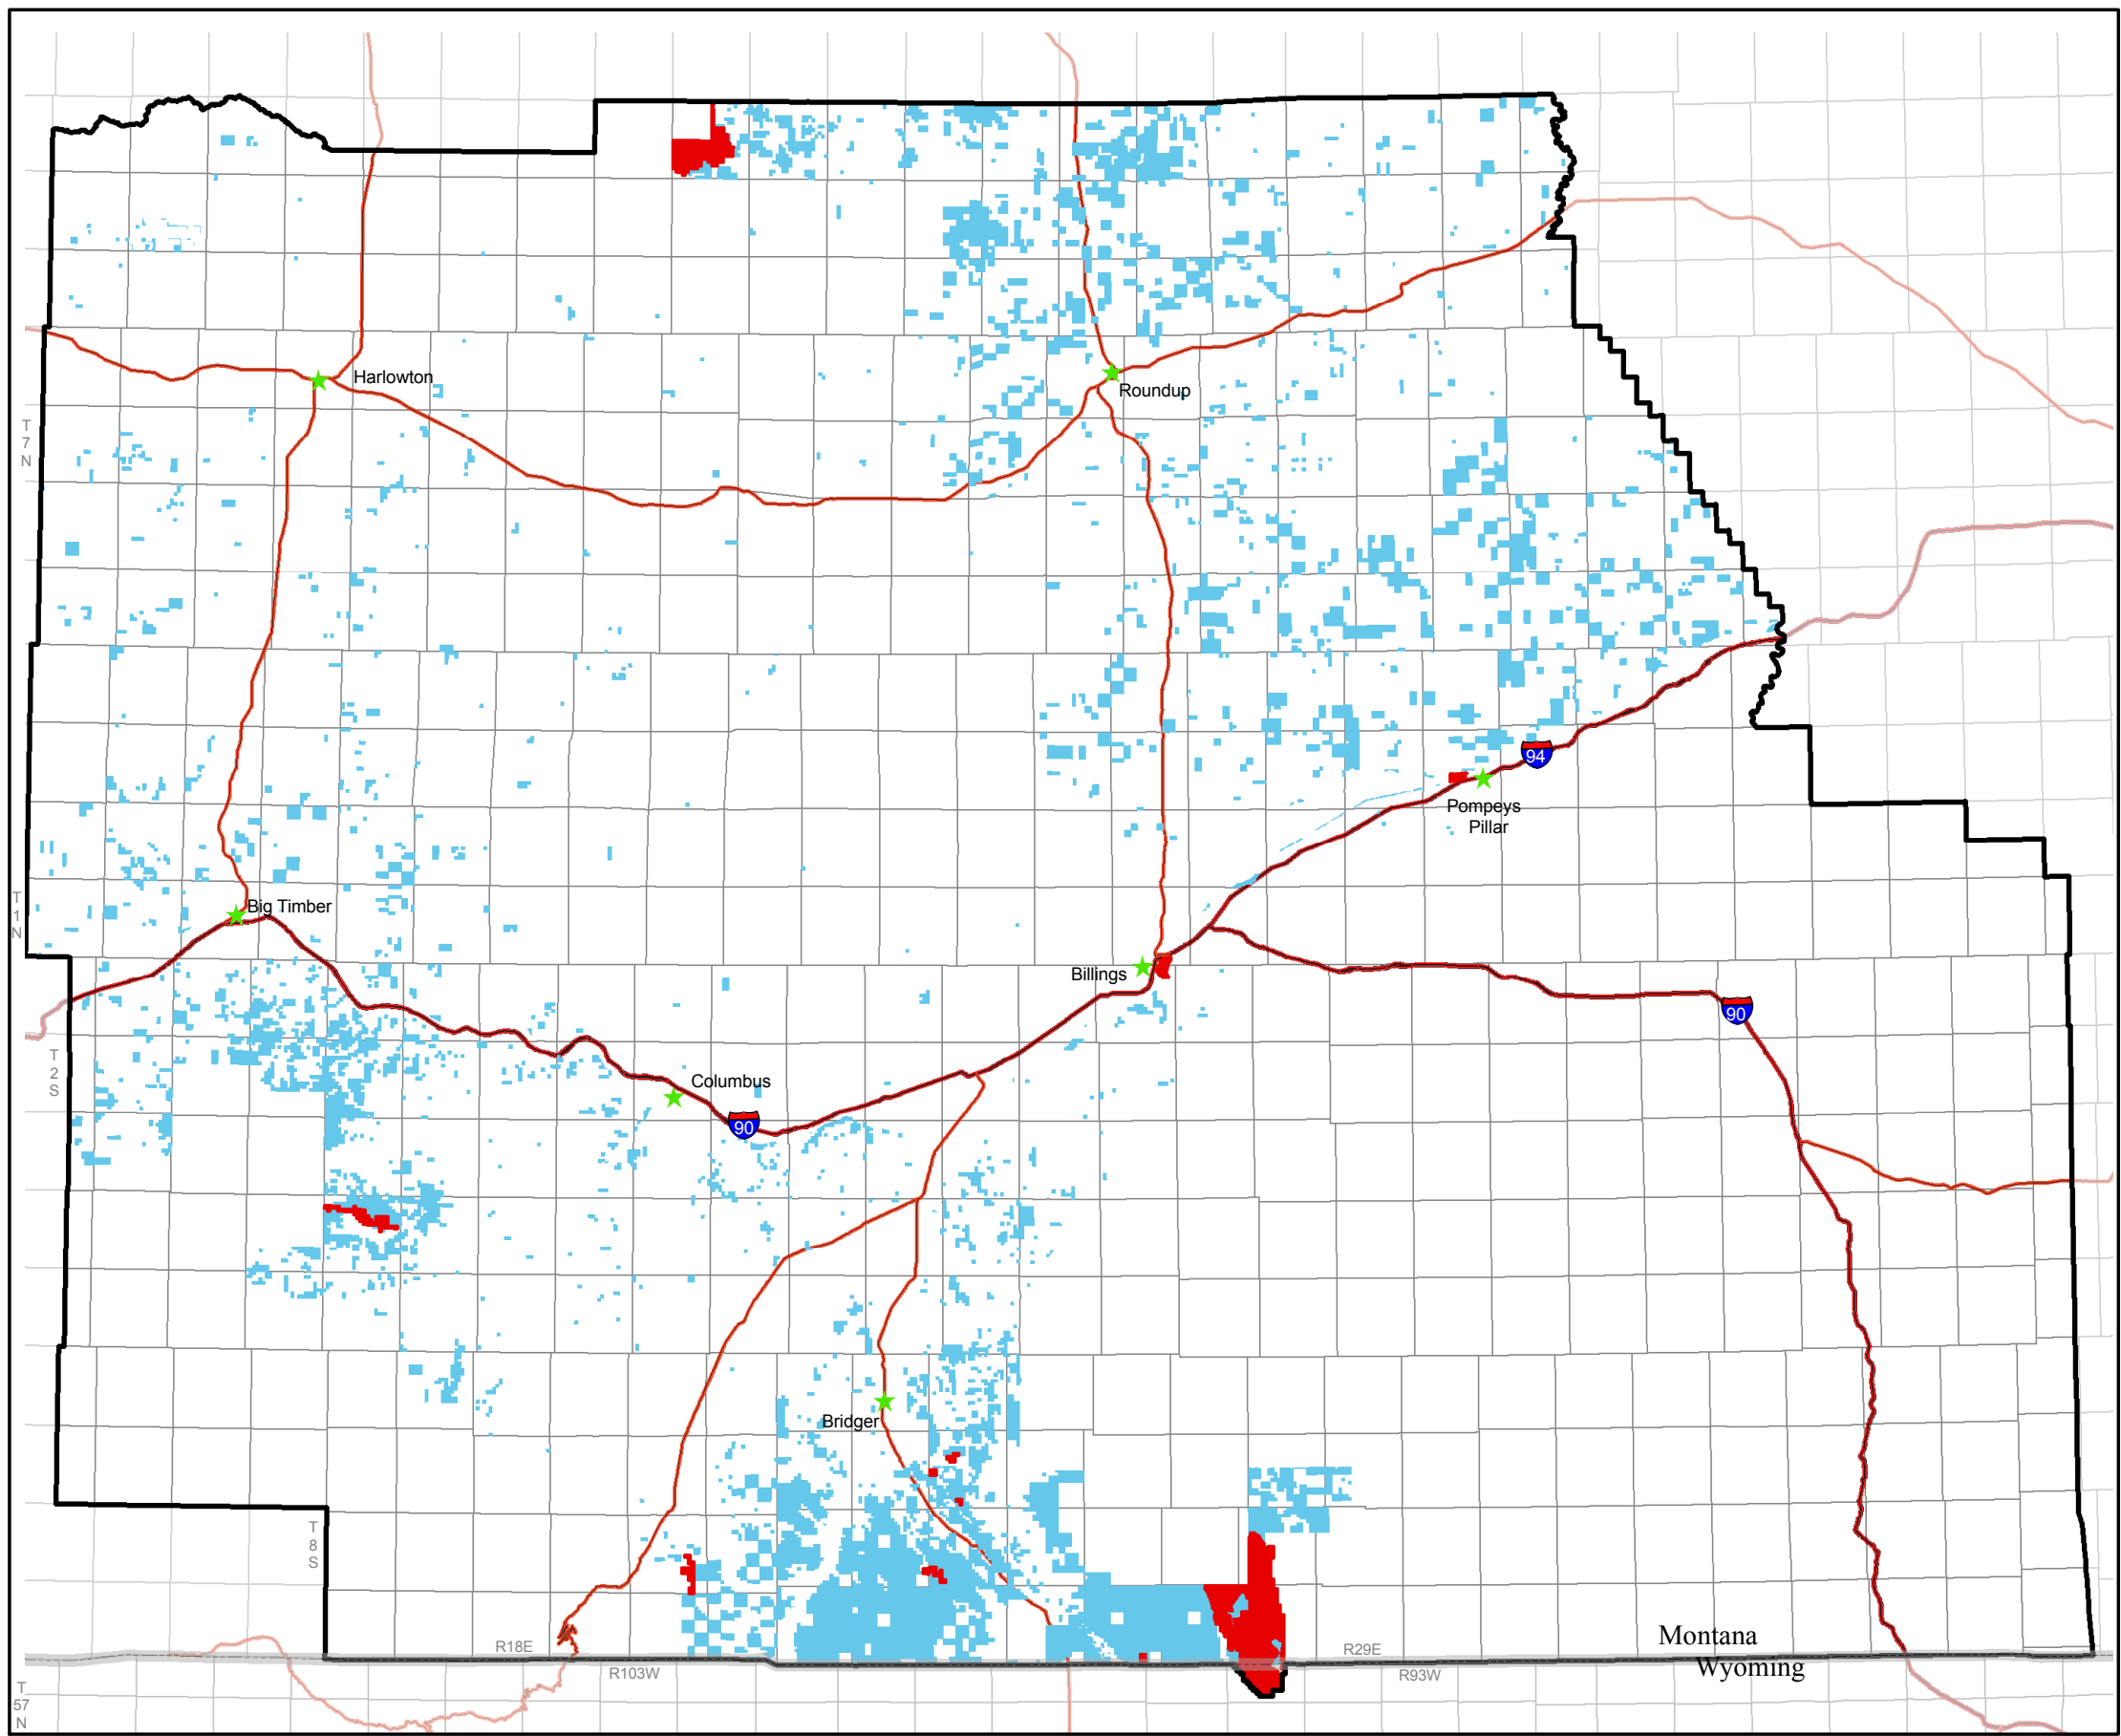 Harlowton
Roundup
T
7
N
94
Pompeys
Pillar
T
1
N
Big Timber
Billings
90
T
2
S
Columbus
90
Bridger
T
8
S
R18E
R29E
Montana
R103W
R93W
Wyoming
T
57
N